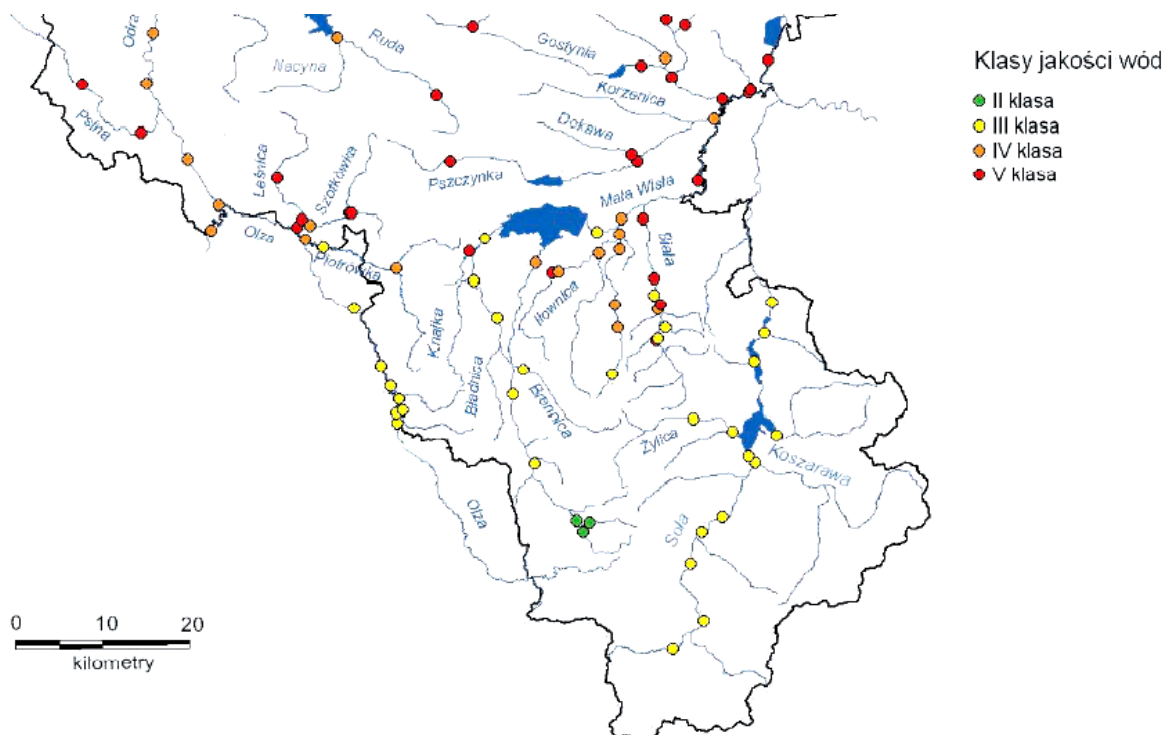 Odra
Ruda
Gostynia
Nacyna
Korzenica
Psina
Dokawa
Leśnica
Szotkówka
Pszczynka
Mała Wisła
Olza
Piotrówka
Biała
Iłownica
Knajka
Bładnica
Brennica
Żylica
Koszarawa
Olza
Soła
0 10 20
kilometry
Klasy jakości wód
II klasa
III klasa
IV klasa
V klasa